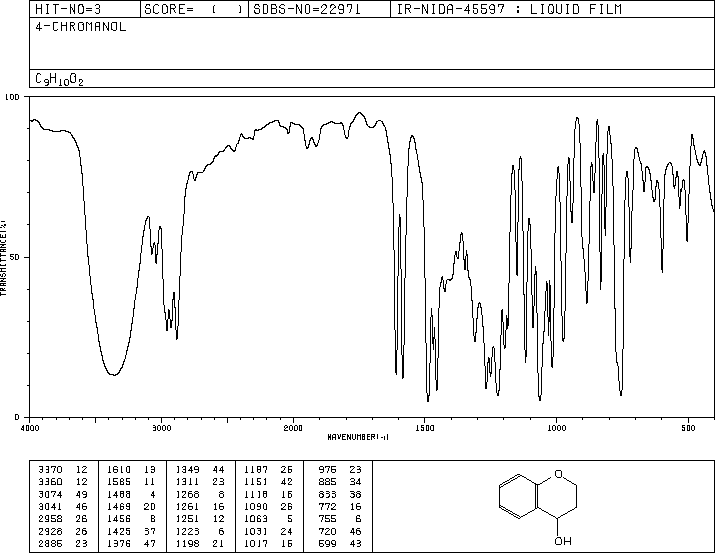 HIT-NO=3 SCORE= ( ) SDBS-NO=22971 IR-NIDA-45597 : LIQUID FILM
4-CHROMANOL
C9H10O2
100
50
0
TRANSMITTANCE(%)
4000 3000 2000 1500 1000 500
WAVENUMBER(-1)
3370 12 1610 13 1349 44 1187 26 976 23
3360 12 1585 11 1311 23 1151 42 885 34
3074 49 1488 4 1268 8 1118 16 833 38
3041 46 1469 20 1261 16 1090 26 772 16
2958 26 1456 8 1251 12 1063 5 755 6
2928 26 1425 37 1223 6 1031 24 720 46
2885 23 1376 47 1198 21 1017 15 599 43
O
OH